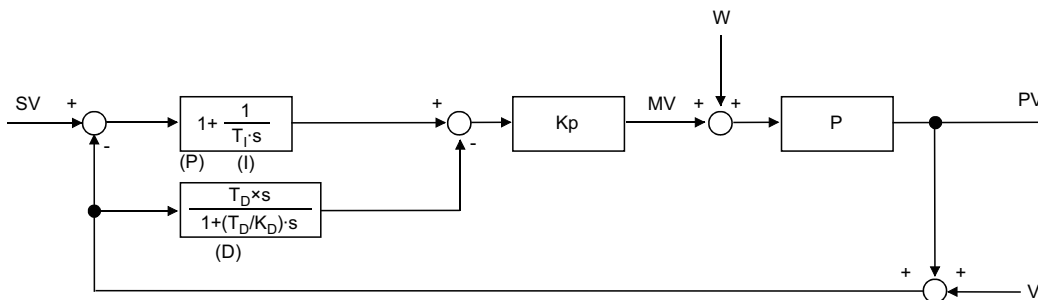 W
SV
+
-
1+ 1
T_I·s
(P) (I)
+
-
Kp
MV
+
+
P
PV
T_D×s
1+(T_D/K_D)·s
(D)
+
+
V